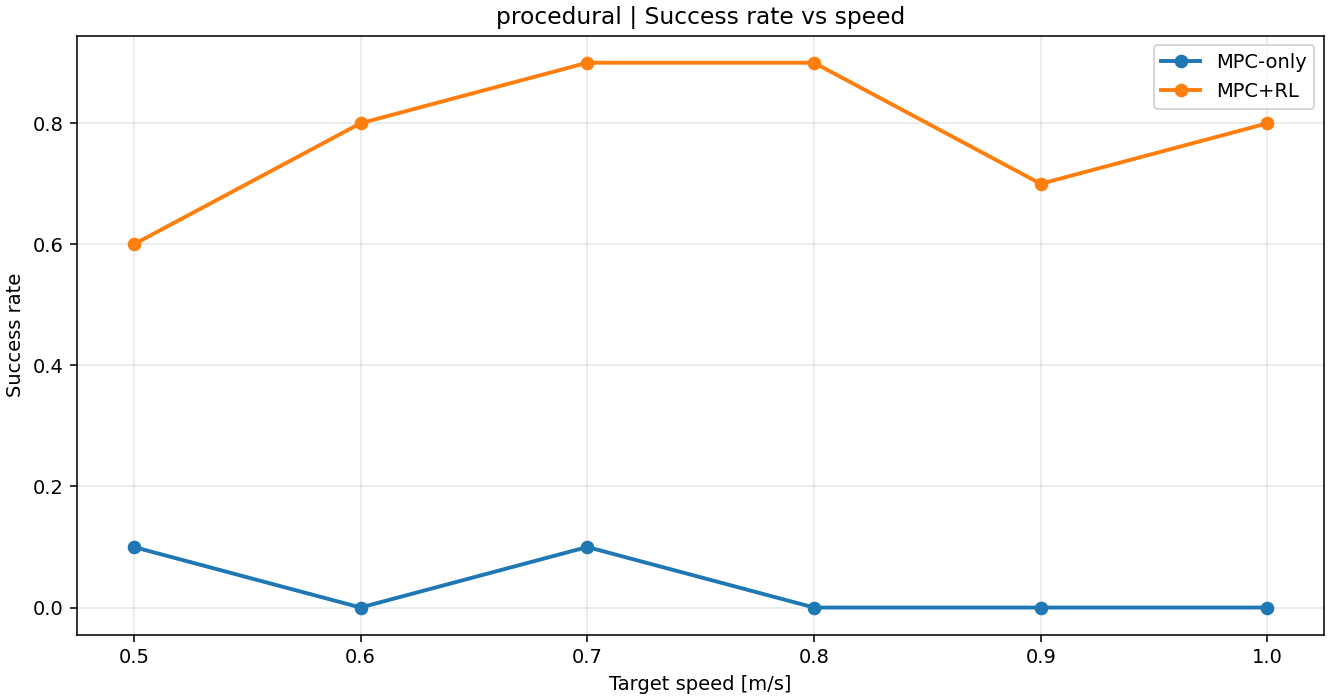 procedural | Success rate vs speed
MPC-only
MPC+RL
Success rate
0.8
0.6
0.4
0.2
0.0
0.5 0.6 0.7 0.8 0.9 1.0
Target speed [m/s]